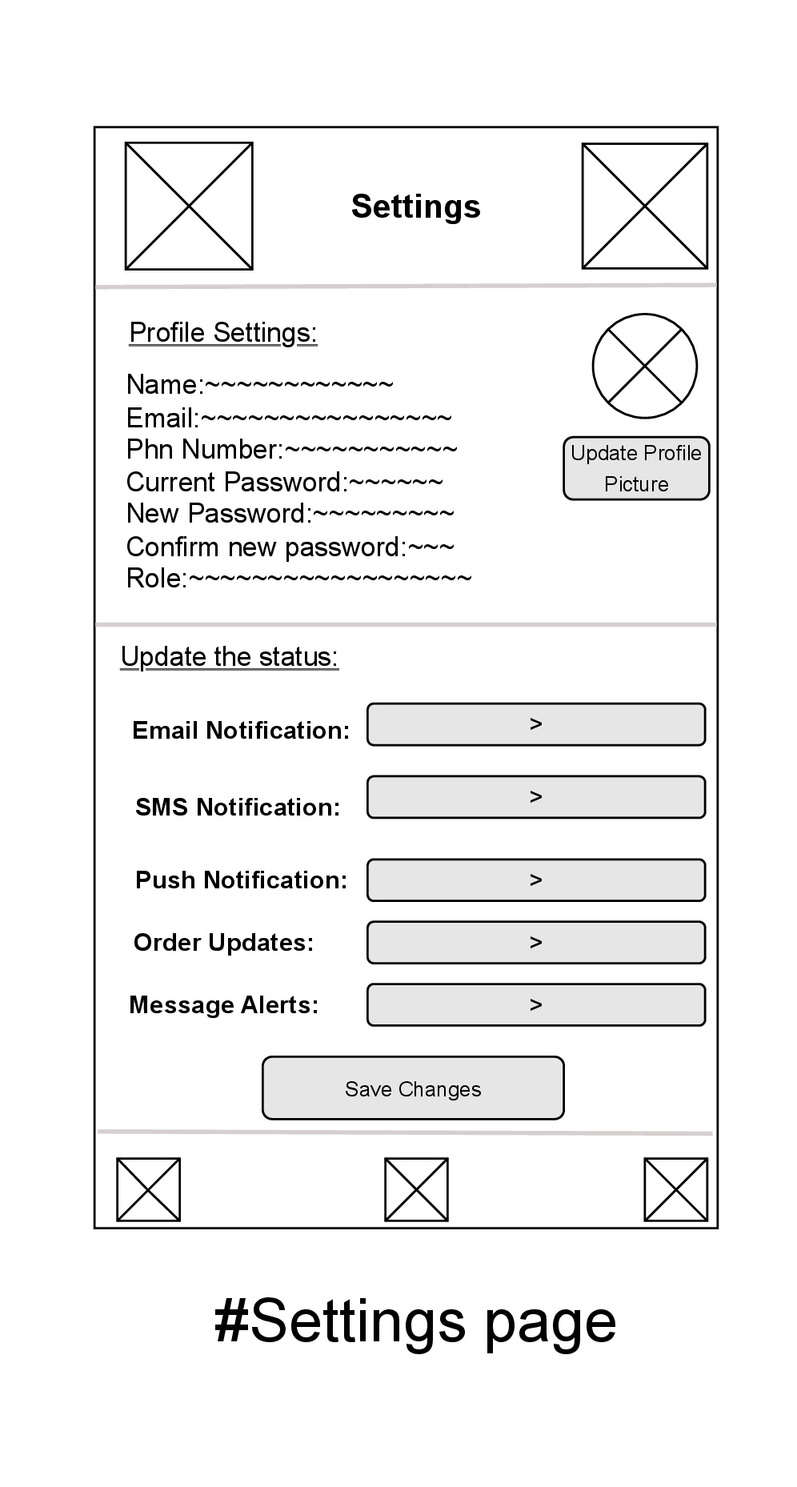 Settings
Profile Settings:
Name:~~~~~~~~~~~~
Email:~~~~~~~~~~~~~~~~
Phn Number:~~~~~~~~~~~
Current Password:~~~~~~
New Password:~~~~~~~~~
Confirm new password:~~~
Role:~~~~~~~~~~~~~~~~~~
Update Profile
Picture
Update the status:
Email Notification: >
SMS Notification: >
Push Notification: >
Order Updates: >
Message Alerts: >
Save Changes
#Settings page